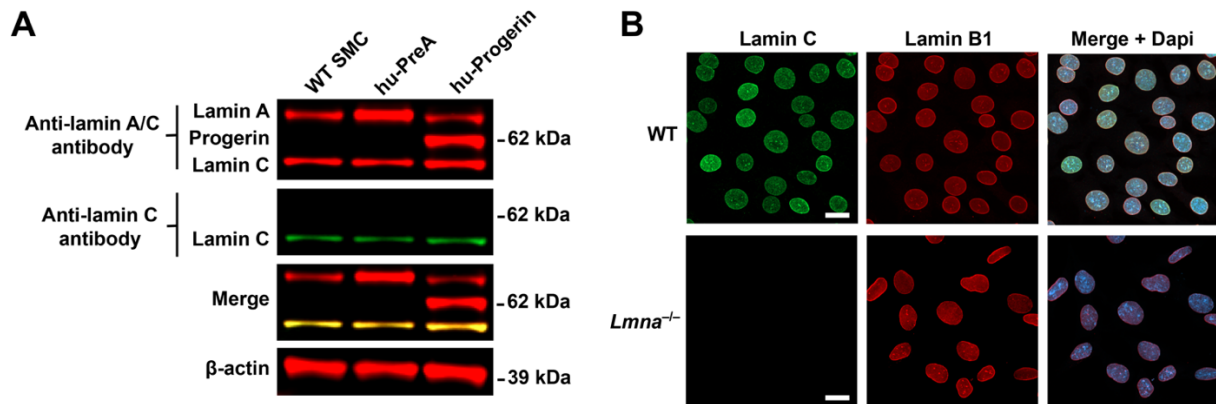 A
WT SMC
hu-PreA
hu-Progerin
Anti-lamin A/C
antibody
Lamin A
Progerin
Lamin C
-62 kDa
Anti-lamin C
antibody
Lamin C
-62 kDa
Merge
-62 kDa
β-actin
-39 kDa
B
Lamin C
Lamin B1
Merge + Dapi
WT
Lmna–/–